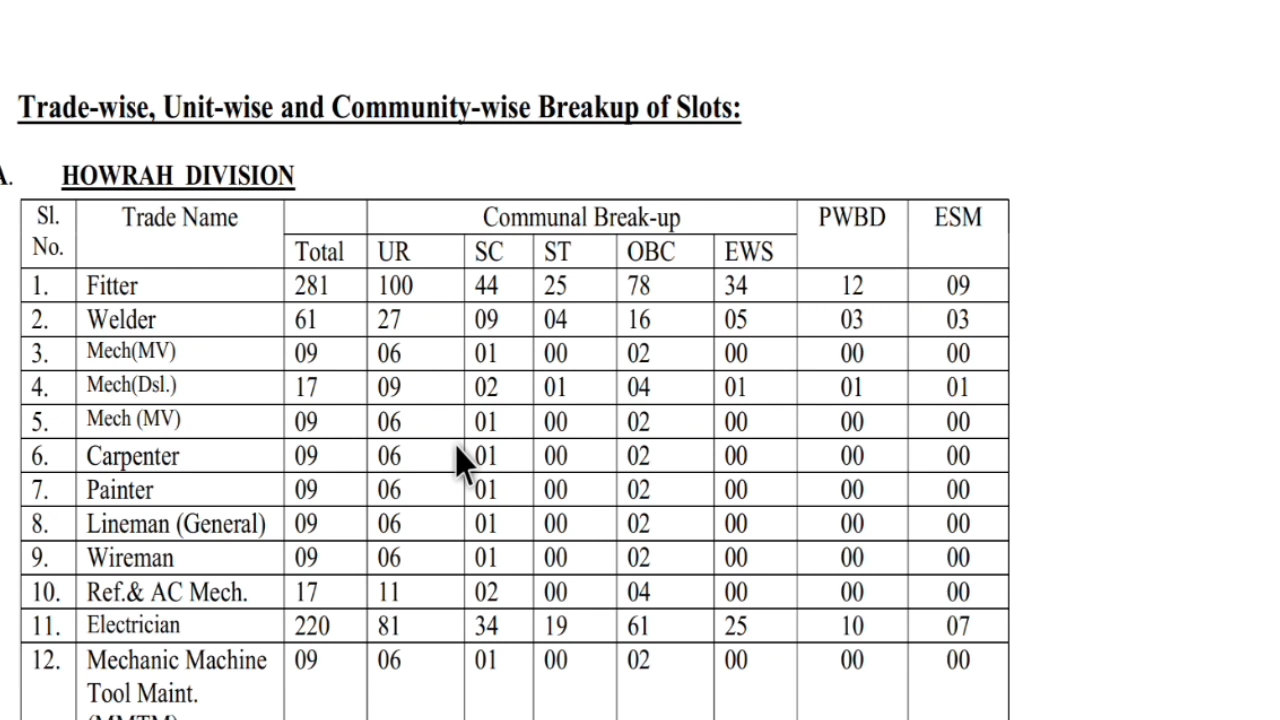 Trade-wise, Unit-wise and Community-wise Breakup of Slots:
A. HOWRAH DIVISION
Sl. No. Trade Name Communal Break-up PWBD ESM
Total UR SC ST OBC EWS
1. Fitter 281 100 44 25 78 34 12 09
2. Welder 61 27 09 04 16 05 03 03
3. Mech(MV) 09 06 01 00 02 00 00 00
4. Mech(Dsl.) 17 09 02 01 04 01 01 01
5. Mech (MV) 09 06 01 00 02 00 00 00
6. Carpenter 09 06 01 00 02 00 00 00
7. Painter 09 06 01 00 02 00 00 00
8. Lineman (General) 09 06 01 00 02 00 00 00
9. Wireman 09 06 01 00 02 00 00 00
10. Ref.& AC Mech. 17 11 02 00 04 00 00 00
11. Electrician 220 81 34 19 61 25 10 07
12. Mechanic Machine 09 06 01 00 02 00 00 00
Tool Maint.
(MMTM)